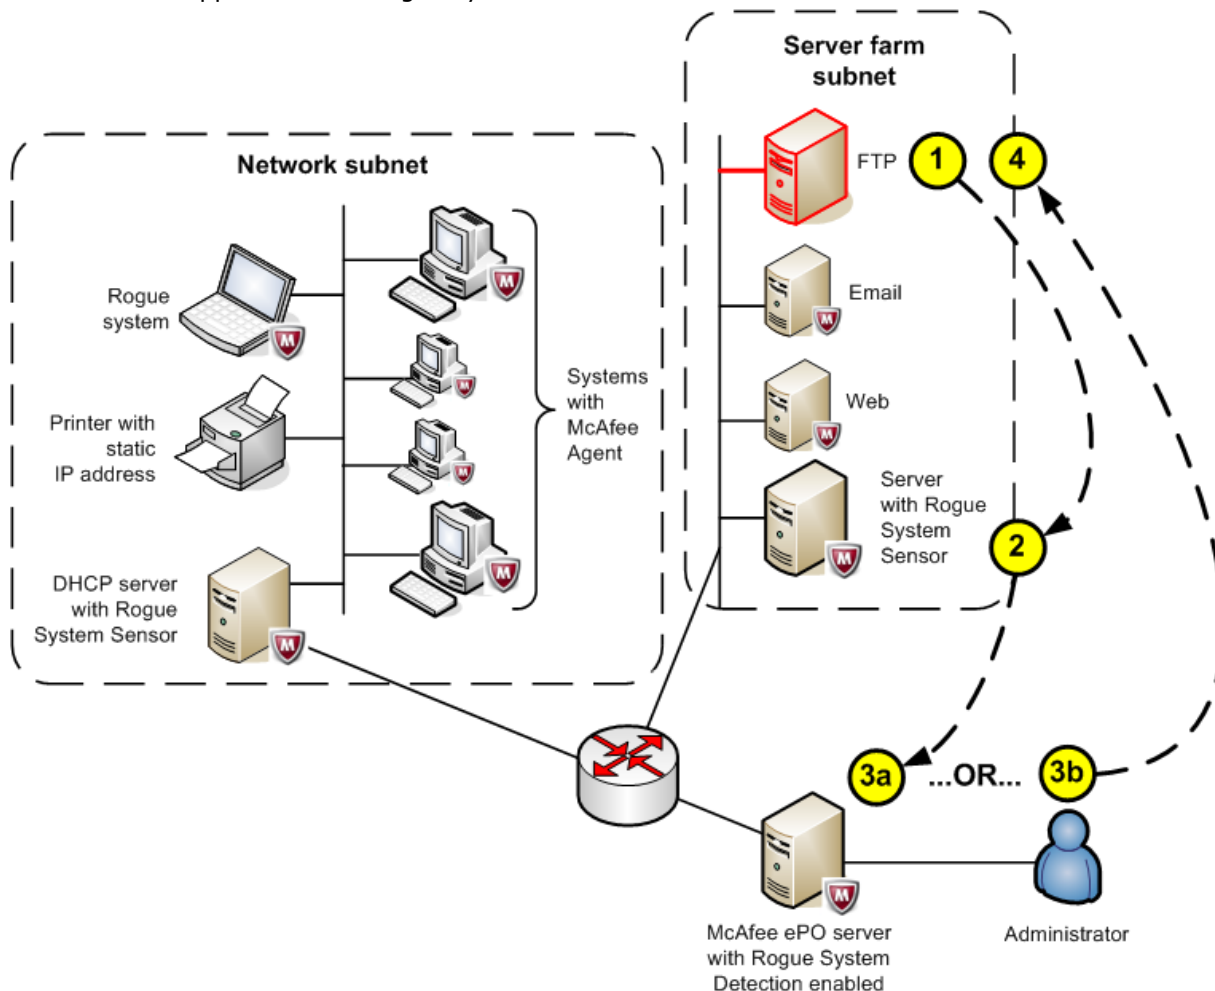 Server farm
subnet
Network subnet
FTP
1
4
Rogue
system
Email
Systems
with
McAfee
Agent
Web
Printer with
static
IP address
Server
with Rogue
System
Sensor
2
DHCP server
with Rogue
System Sensor
3a
...OR...
3b
McAfee ePO server
with Rogue System
Detection enabled
Administrator